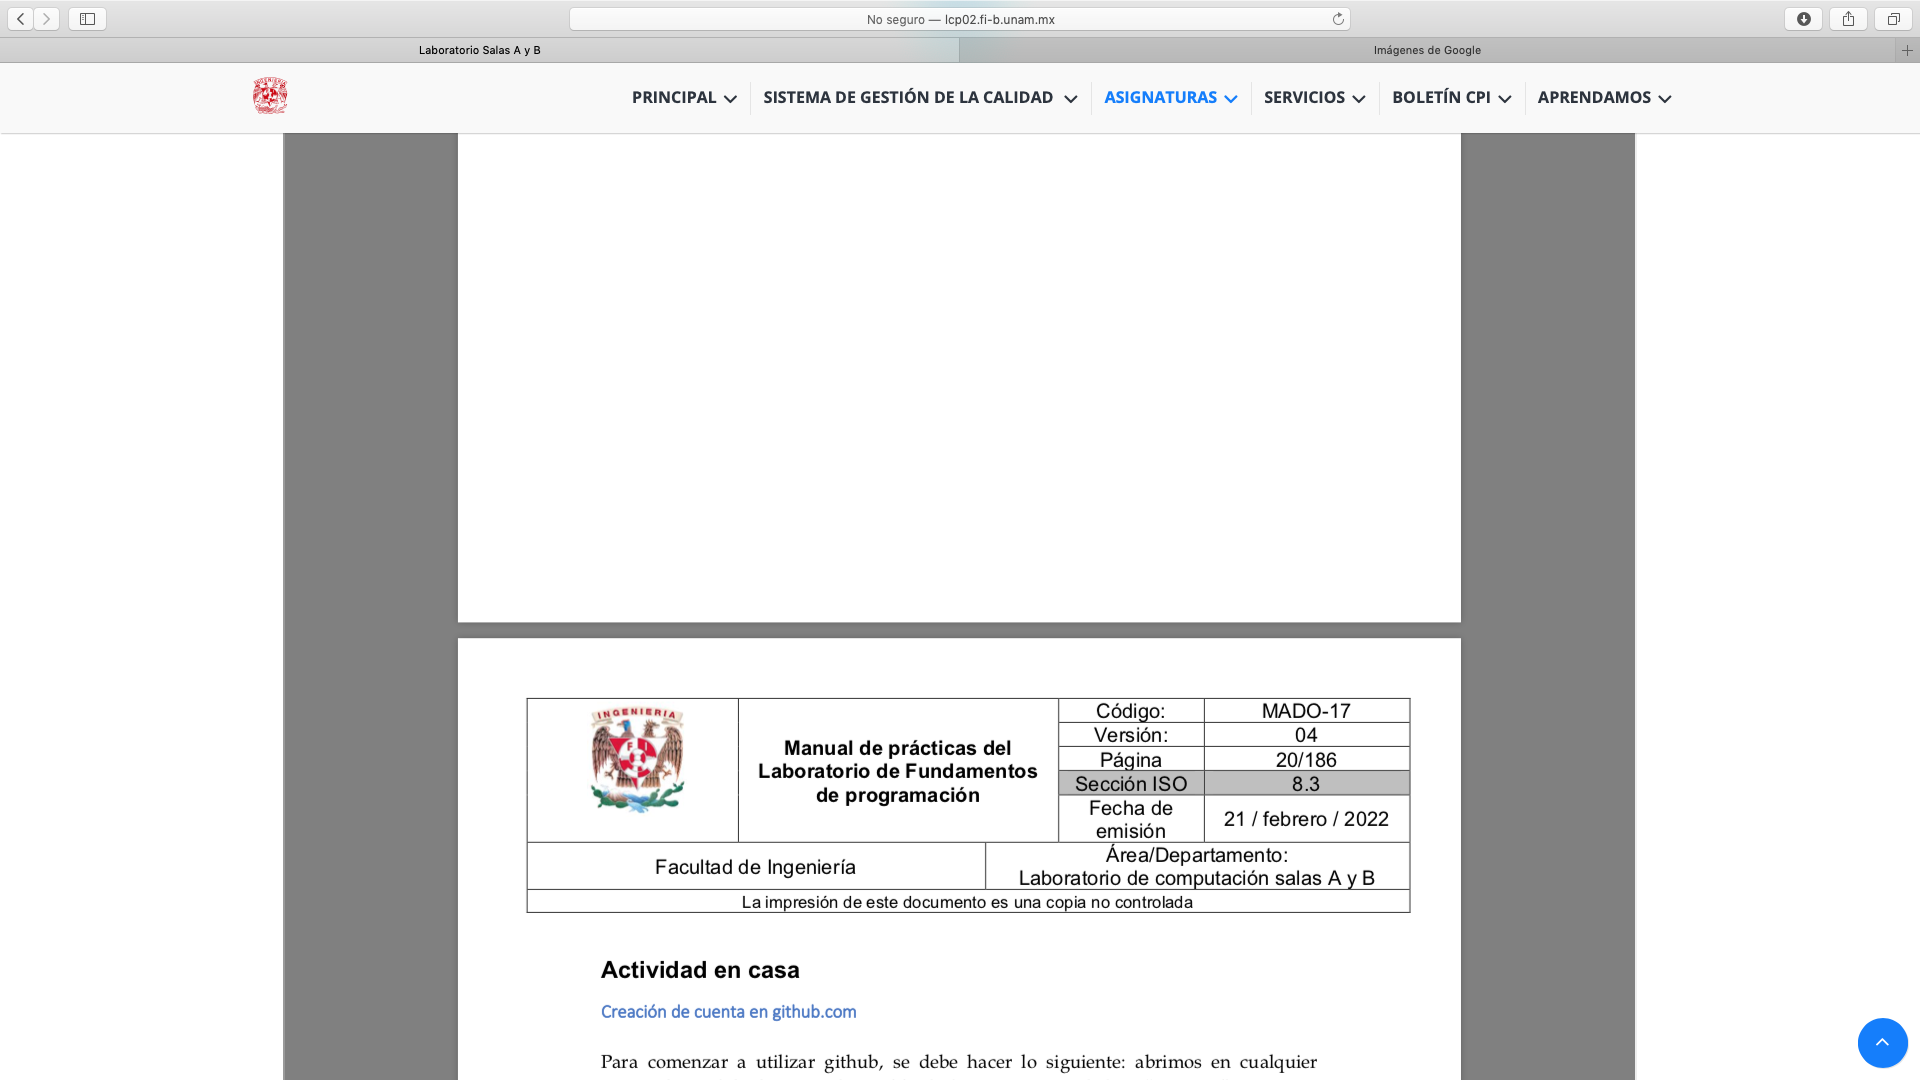 No seguro — lcp02.fi-b.unam.mx
Laboratorio Salas A y B
Imágenes de Google
PRINCIPAL
SISTEMA DE GESTIÓN DE LA CALIDAD
ASIGNATURAS
SERVICIOS
BOLETÍN CPI
APRENDAMOS
INGENIERIA
Manual de prácticas del
Laboratorio de Fundamentos
de programación
Código:
MADO-17
Versión:
04
Página
20/186
Sección ISO
8.3
Fecha de
emisión
21 / febrero / 2022
Facultad de Ingeniería
Área/Departamento:
Laboratorio de computación salas A y B
La impresión de este documento es una copia no controlada
Actividad en casa
Creación de cuenta en github.com
Para comenzar a utilizar github, se debe hacer lo siguiente: abrimos en cualquier